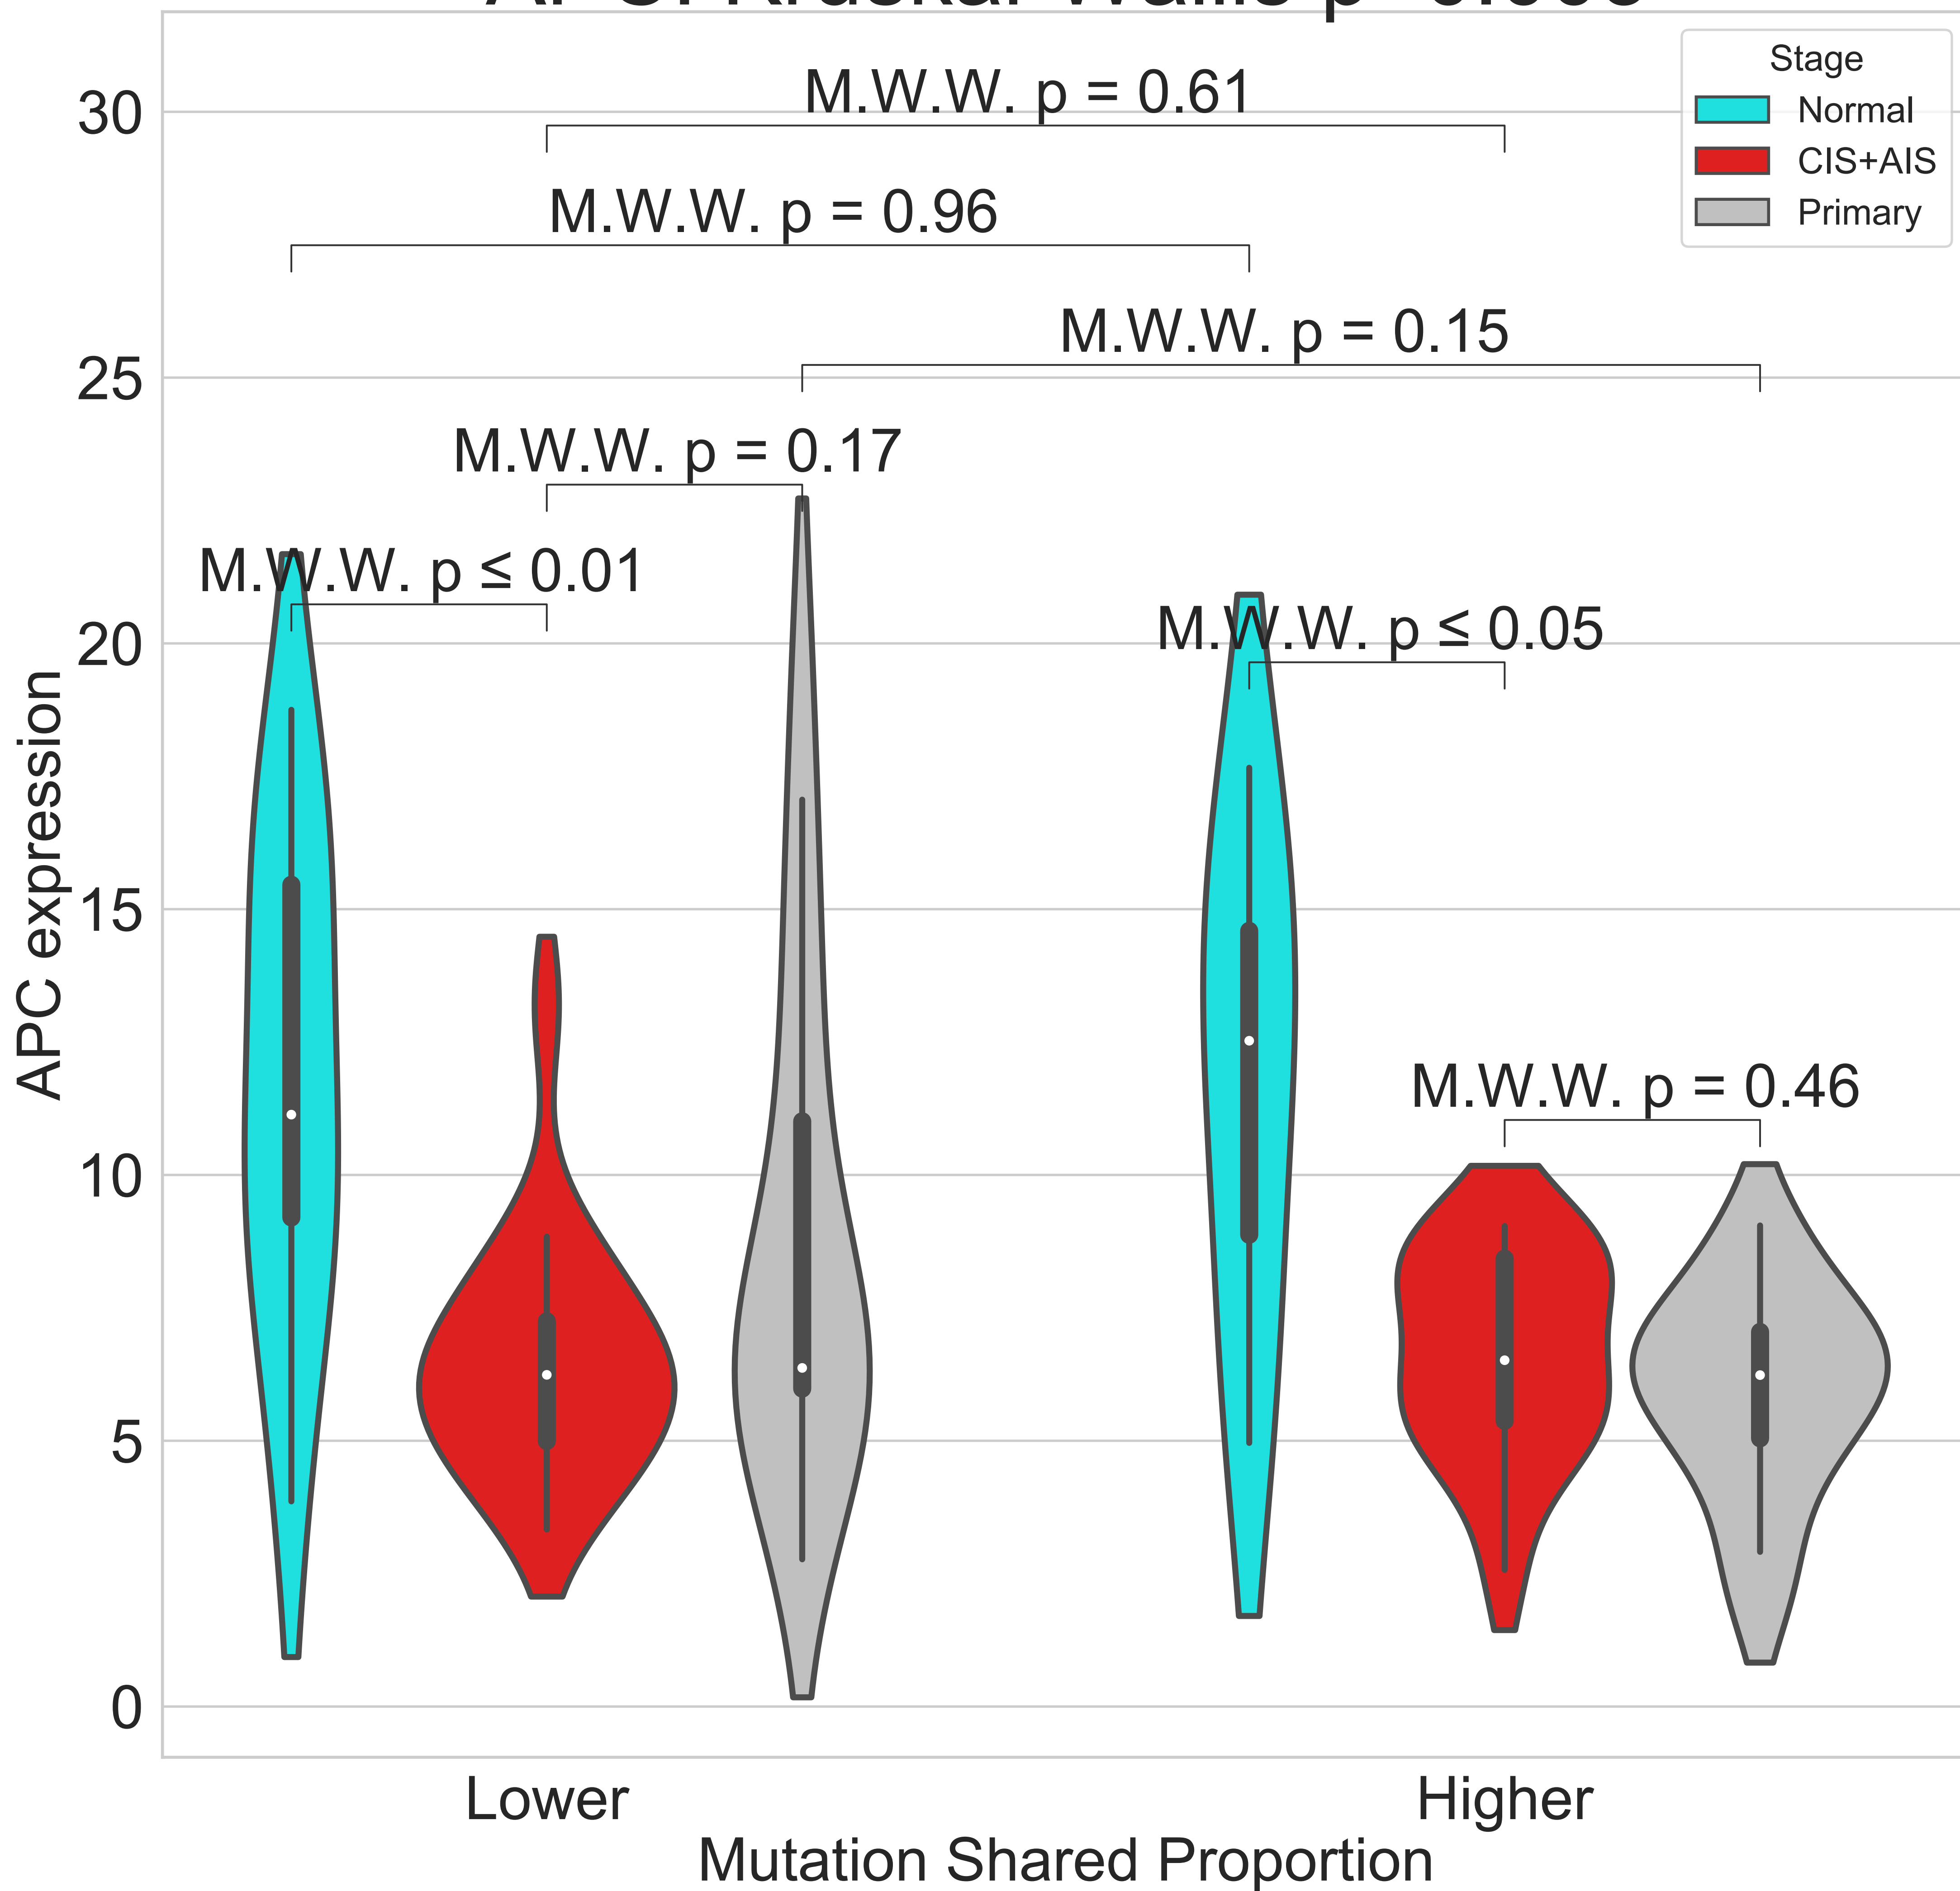 Stage
Normal
CIS+AIS
Primary
M.W.W. p = 0.61
M.W.W. p = 0.96
M.W.W. p = 0.15
M.W.W. p = 0.17
M.W.W. p ≤ 0.01
M.W.W. p ≤ 0.05
M.W.W. p = 0.46
30
25
20
15
10
5
0
APC expression
Lower
Higher
Mutation Shared Proportion